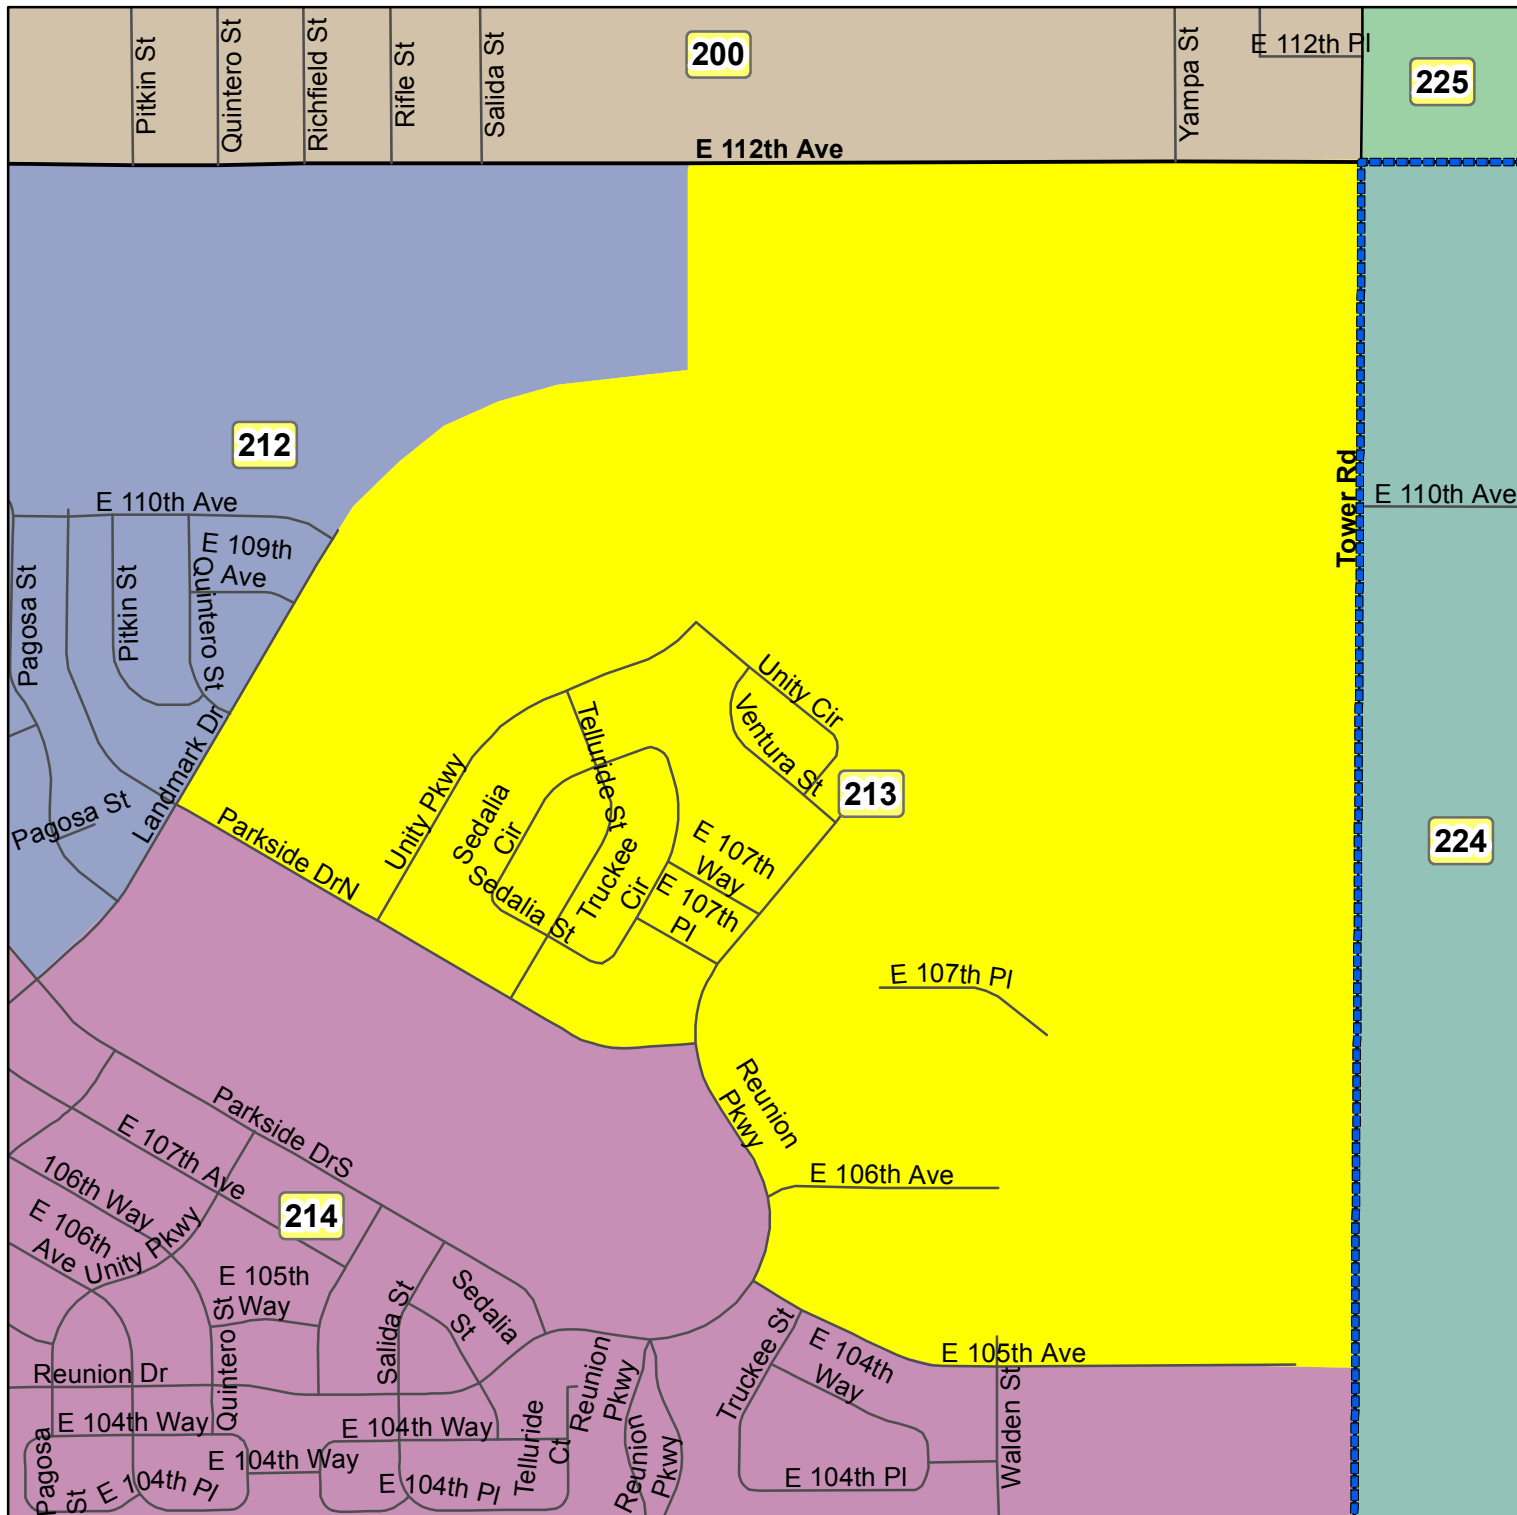 Pitkin St
Quintero St
Richfield St
Rifle St
Salida St
200
Yampa St
E 112th Pl
225
E 112th Ave
212
E 110th Ave
E 109th
Ave
Pagosa St
Pitkin St
Quintero St
Landmark Dr
Pagosa St
Tower Rd
E 110th Ave
Unity Cir
Ventura St
Telluride St
213
Unity Pkwy
Sedalia
Cir
Sedalia St
Truckee
Cir
E 107th
Way
E 107th
Pl
224
Parkside DrN
E 107th Pl
Reunion
Pkwy
E 106th Ave
Parkside DrS
E 107th Ave
106th Way
E 106th
Ave
Unity Pkwy
214
E 105th
Way
Quintero St
Salida St
Sedalia
St
Reunion Dr
Reunion
Pkwy
Truckee St
E 104th
Way
E 105th Ave
Walden St
E 104th Way
E 104th Way
E 104th Way
Telluride
Ct
Reunion
Pkwy
Pagosa
St
E 104th Pl
E 104th Pl
E 104th Pl